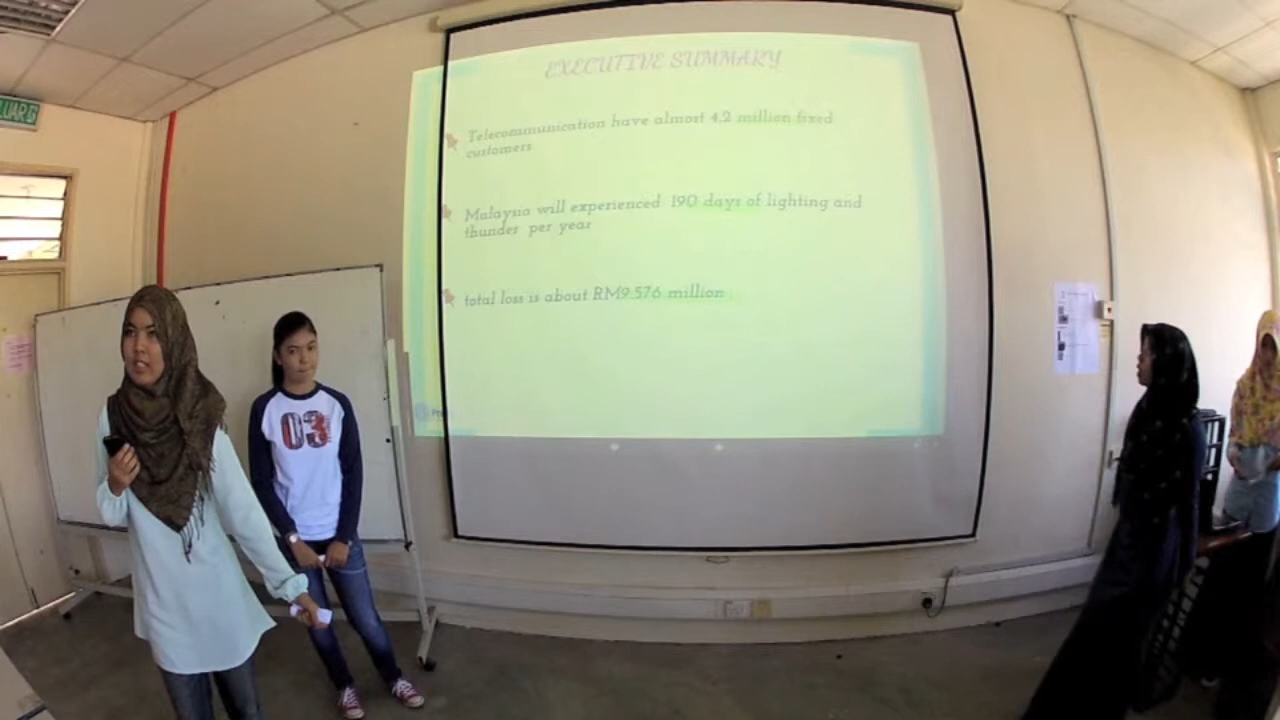 LUAR
EXECUTIVE SUMMARY
Telecommunication have almost 4,2 million fixed
customers
Malaysia will experienced 190 days of lighting and
thunder per year
total loss is about RM9.576 million
03